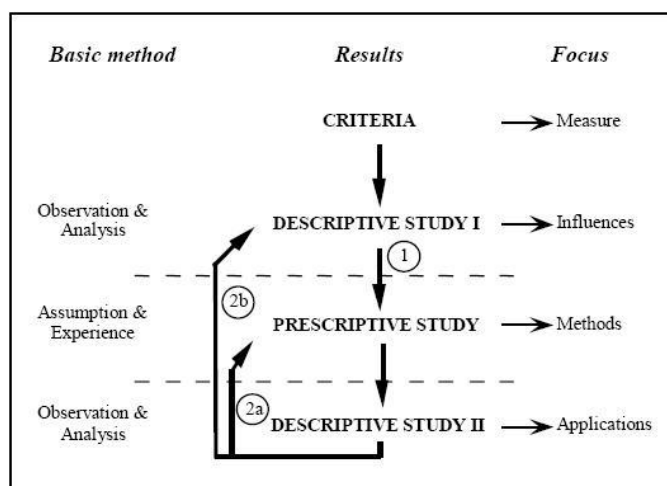 Basic method Results Focus
CRITERIA Measure
Observation &
Analysis
DESCRIPTIVE STUDY I Influences
1
2b
Assumption &
Experience
PRESCRIPTIVE STUDY Methods
2a
Observation &
Analysis
DESCRIPTIVE STUDY II Applications